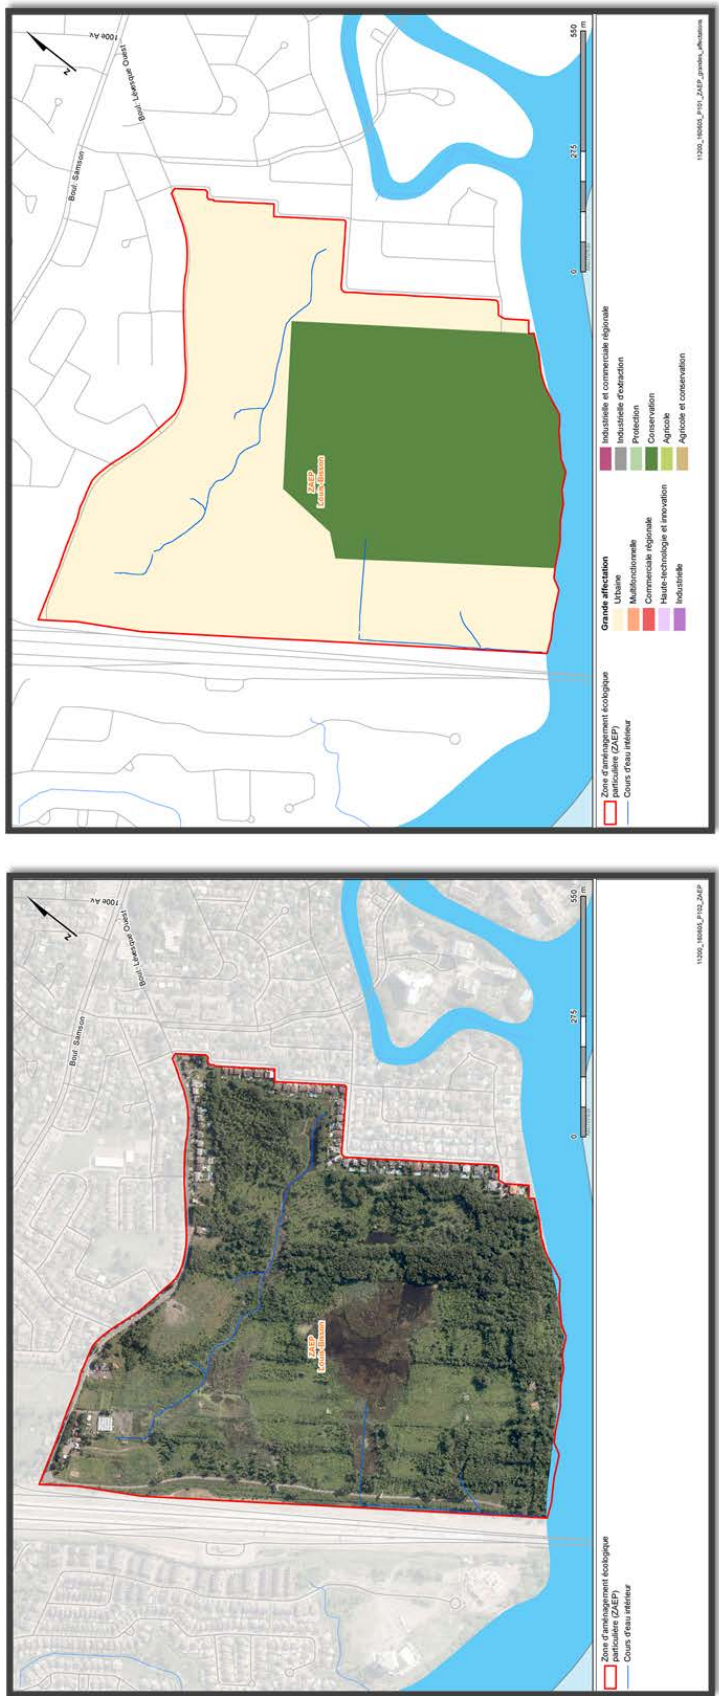 100e Av
Boul. Samson
Boul. Lévesque Ouest
N
ZAEP
Louis-Bisson
0
275
550
m
Zone d'aménagement écologique
particulière (ZAEP)
Cours d'eau intérieur
Grande affectation
Urbaine
Multifonctionnelle
Commerciale régionale
Haute-technologie et innovation
Industrielle
Industrielle et commerciale régionale
Industrielle d'extraction
Protection
Conservation
Agricole
Agricole et conservation
11200_160605_P101_ZAEP_grandes_affectations
100e Av
Boul. Samson
Boul. Lévesque Ouest
N
ZAEP
Louis-Bisson
0
275
550
m
Zone d'aménagement écologique
particulière (ZAEP)
Cours d'eau intérieur
11200_160605_P102_ZAEP